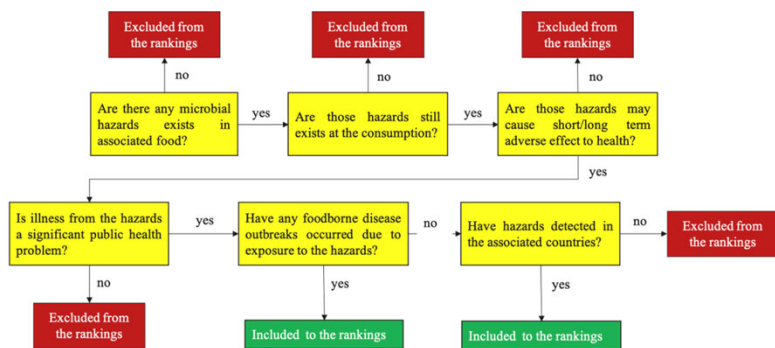 Excluded from
the rankings
Excluded from
the rankings
Excluded from
the rankings
no
no
no
Are there any microbial
hazards exists in
associated food?
yes
Are those hazards still
exists at the consumption?
yes
Are those hazards may
cause short/long term
adverse effect to health?
yes
Is illness from the hazards
a significant public health
problem?
yes
Have any foodborne disease
outbreaks occurred due to
exposure to the hazards?
no
Have hazards detected in
the associated countries?
no
Excluded from
the rankings
no
yes
yes
Excluded from
the rankings
Included to the rankings
Included to the rankings